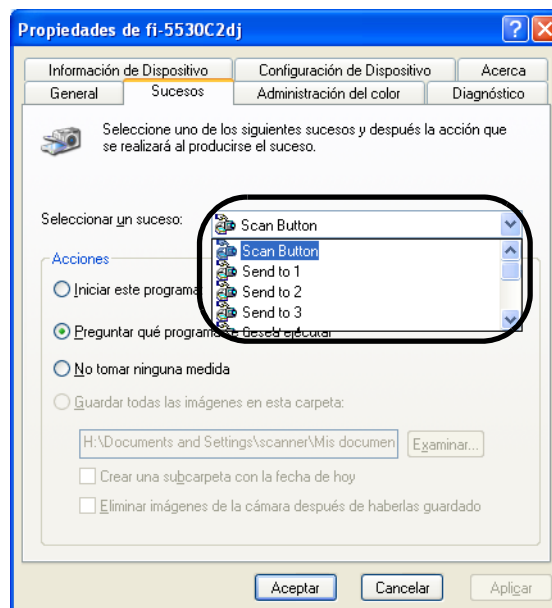 Propiedades de fi-5530C2dj
Información de Dispositivo Configuración de Dispositivo Acerca
General Sucesos Administración del color Diagnóstico
Seleccione uno de los siguientes sucesos y después la acción que
se realizará al producirse el suceso.
Seleccionar un suceso: Scan Button
Scan Button
Send to 1
Send to 2
Send to 3
Acciones
Iniciar este programa
Preguntar qué programa
No tomar ninguna medida
Guardar todas las imágenes en esta carpeta:
H:\Documents and Settings\scanner\Mis documen Examinar...
Crear una subcarpeta con la fecha de hoy
Eliminar imágenes de la cámara después de haberlas guardado
Aceptar Cancelar Aplicar